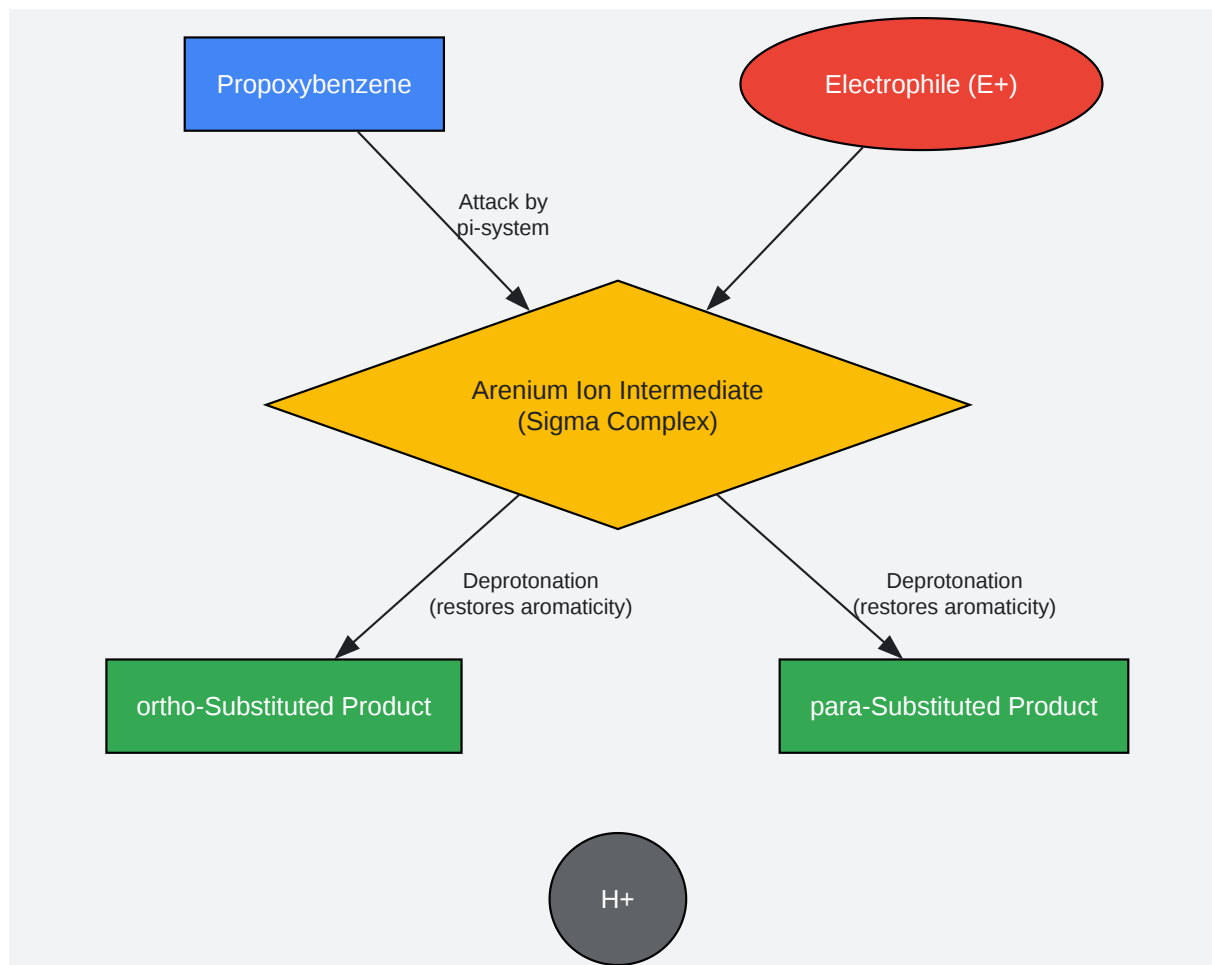 Propoxybenzene
Electrophile (E+)
Attack by
pi-system
Arenium Ion Intermediate
(Sigma Complex)
Deprotonation
(restores aromaticity)
Deprotonation
(restores aromaticity)
ortho-Substituted Product
para-Substituted Product
H+